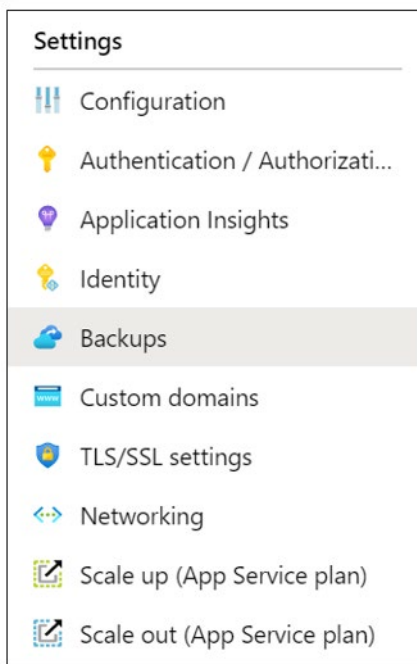 Settings
Configuration
Authentication / Authorizati...
Application Insights
Identity
Backups
www
Custom domains
TLS/SSL settings
Networking
Scale up (App Service plan)
Scale out (App Service plan)